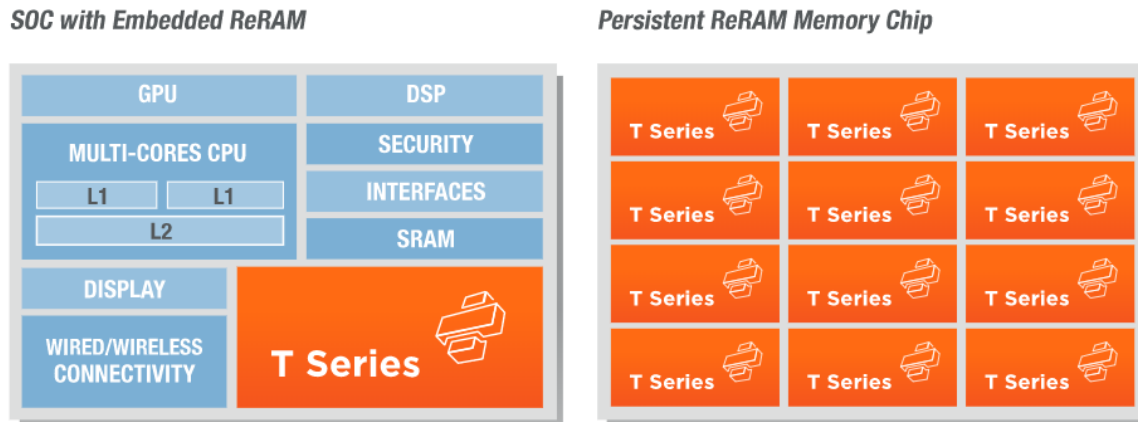 SOC with Embedded ReRAM
GPU
DSP
MULTI-CORES CPU
L1
L1
L2
SECURITY
INTERFACES
SRAM
DISPLAY
WIRED/WIRELESS
CONNECTIVITY
T Series
Persistent ReRAM Memory Chip
T Series
T Series
T Series
T Series
T Series
T Series
T Series
T Series
T Series
T Series
T Series
T Series